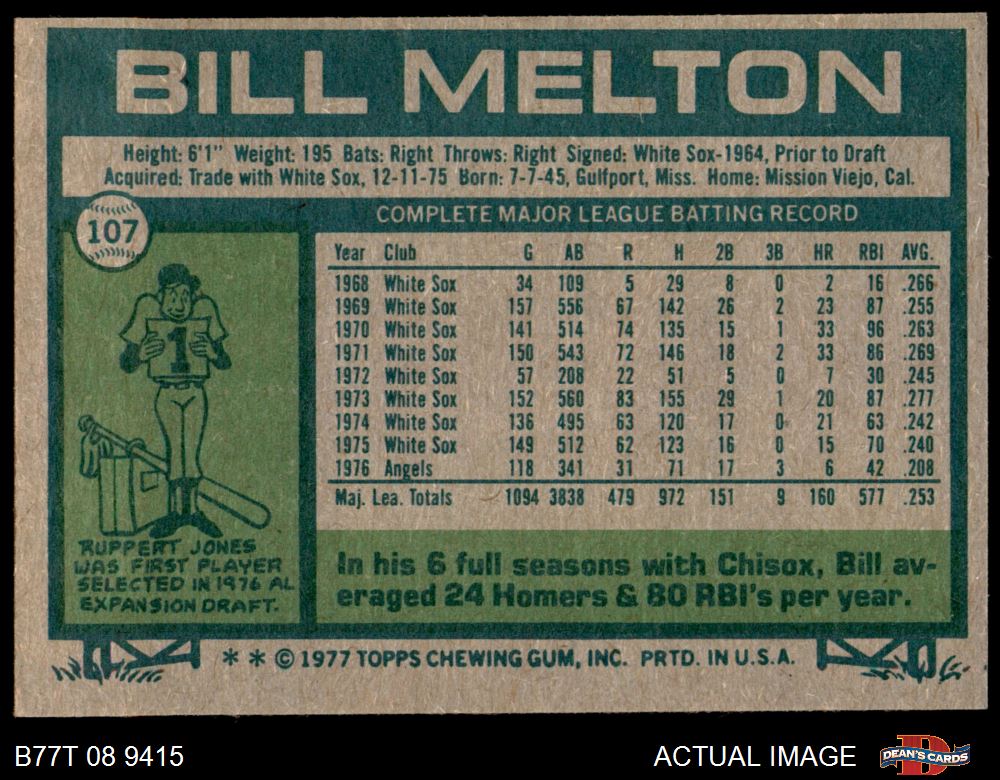 BILL MELTON
Height: 6'1" Weight: 195 Bats: Right Throws: Right Signed: White Sox-1964, Prior to Draft
Acquired: Trade with White Sox, 12-11-75 Born: 7-7-45, Gulfport, Miss. Home: Mission Viejo, Cal.
107
COMPLETE MAJOR LEAGUE BATTING RECORD
Year Club G AB R H 2B 3B HR RBI AVG.
1968 White Sox 34 109 5 29 8 0 2 16 .266
1969 White Sox 157 556 67 142 26 2 23 87 .255
1970 White Sox 141 514 74 135 15 1 33 96 .263
1971 White Sox 150 543 72 146 18 2 33 86 .269
1972 White Sox 57 208 22 51 5 0 7 30 .245
1973 White Sox 152 560 83 155 29 1 20 87 .277
1974 White Sox 136 495 63 120 17 0 21 63 .242
1975 White Sox 149 512 62 123 16 0 15 70 .240
1976 Angels 118 341 31 71 17 3 6 42 .208
Maj. Lea. Totals 1094 3838 479 972 151 9 160 577 .253
1
RUPPERT JONES
WAS FIRST PLAYER
SELECTED IN 1976 AL
EXPANSION DRAFT.
In his 6 full seasons with Chisox, Bill av-
eraged 24 Homers & 80 RBI's per year.
* * © 1977 TOPPS CHEWING GUM, INC. PRTD. IN U.S.A.
B77T 08 9415
ACTUAL IMAGE
D
DEAN'S CARDS